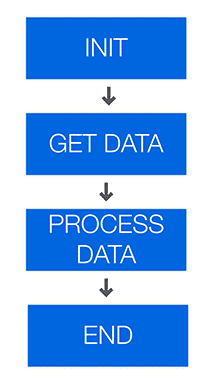 INIT
GET DATA
PROCESS
DATA
END